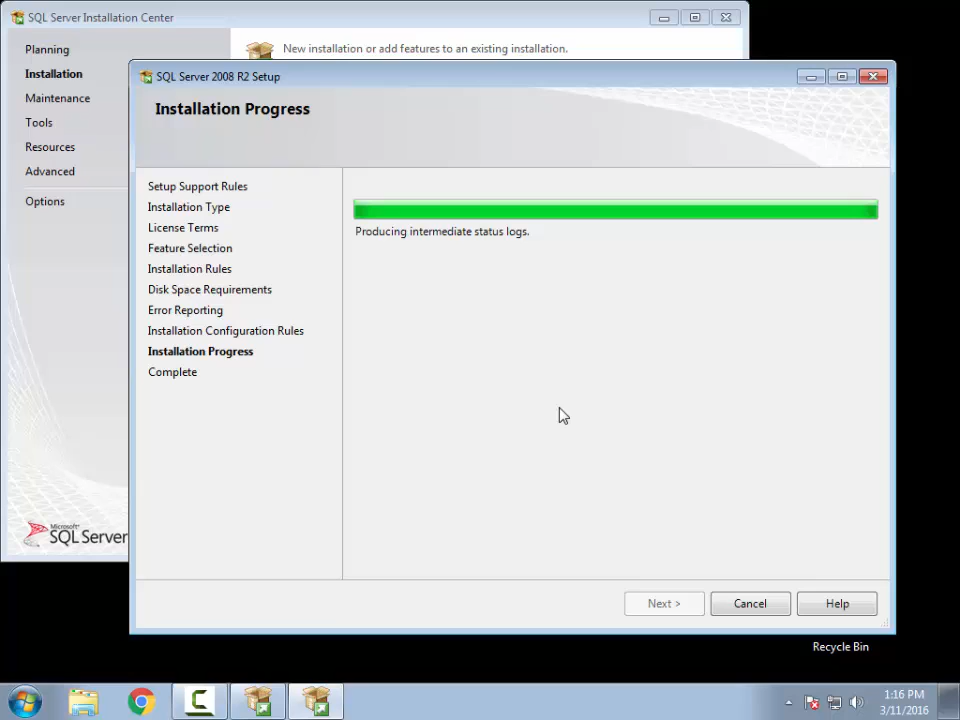 SQL Server Installation Center
Planning
Installation
Maintenance
Tools
Resources
Advanced
Options
New installation or add features to an existing installation.
Microsoft
SQL Server
SQL Server 2008 R2 Setup
Installation Progress
Setup Support Rules
Installation Type
License Terms
Feature Selection
Installation Rules
Disk Space Requirements
Error Reporting
Installation Configuration Rules
Installation Progress
Complete
Producing intermediate status logs.
Next >
Cancel
Help
Recycle Bin
1:16 PM
3/11/2016